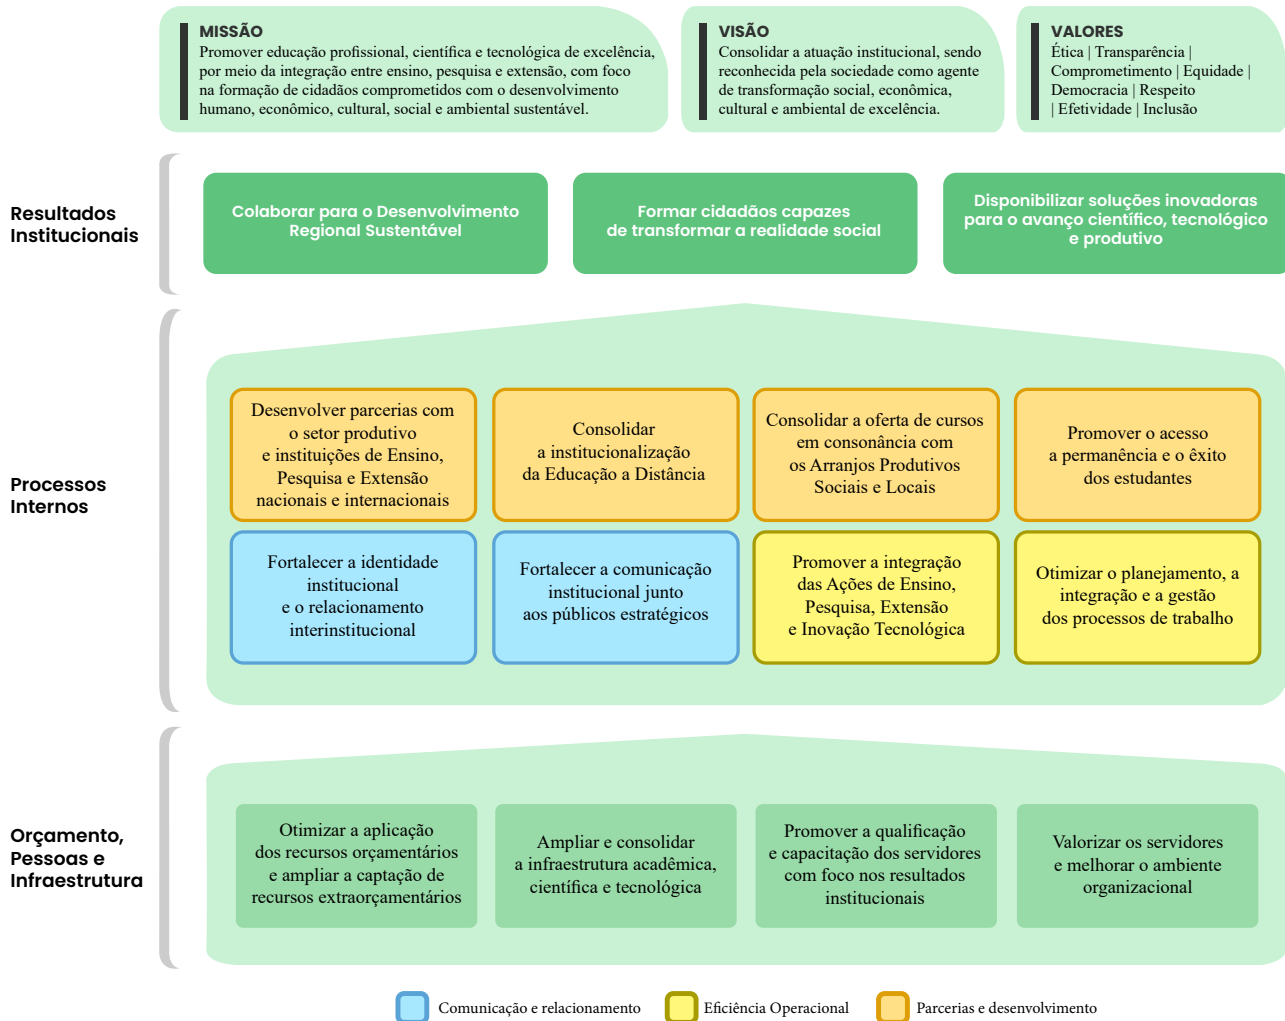 MISSÃO
Promover educação profissional, científica e tecnológica de excelência,
por meio da integração entre ensino, pesquisa e extensão, com foco
na formação de cidadãos comprometidos com o desenvolvimento
humano, econômico, cultural, social e ambiental sustentável.
VISÃO
Consolidar a atuação institucional, sendo
reconhecida pela sociedade como agente
de transformação social, econômica,
cultural e ambiental de excelência.
VALORES
Ética | Transparência |
Comprometimento | Equidade |
Democracia | Respeito
| Efetividade | Inclusão
Resultados
Institucionais
Colaborar para o Desenvolvimento
Regional Sustentável
Formar cidadãos capazes
de transformar a realidade social
Disponibilizar soluções inovadoras
para o avanço científico, tecnológico
e produtivo
Processos
Internos
Desenvolver parcerias com
o setor produtivo
e instituições de Ensino,
Pesquisa e Extensão
nacionais e internacionais
Consolidar
a institucionalização
da Educação a Distância
Consolidar a oferta de cursos
em consonância com
os Arranjos Produtivos
Sociais e Locais
Promover o acesso
a permanência e o êxito
dos estudantes
Fortalecer a identidade
institucional
e o relacionamento
interinstitucional
Fortalecer a comunicação
institucional junto
aos públicos estratégicos
Promover a integração
das Ações de Ensino,
Pesquisa, Extensão
e Inovação Tecnológica
Otimizar o planejamento, a
integração e a gestão
dos processos de trabalho
Orçamento,
Pessoas e
Infraestrutura
Otimizar a aplicação
dos recursos orçamentários
e ampliar a captação de
recursos extraorçamentários
Ampliar e consolidar
a infraestrutura acadêmica,
científica e tecnológica
Promover a qualificação
e capacitação dos servidores
com foco nos resultados
institucionais
Valorizar os servidores
e melhorar o ambiente
organizacional
Comunicação e relacionamento
Eficiência Operacional
Parcerias e desenvolvimento